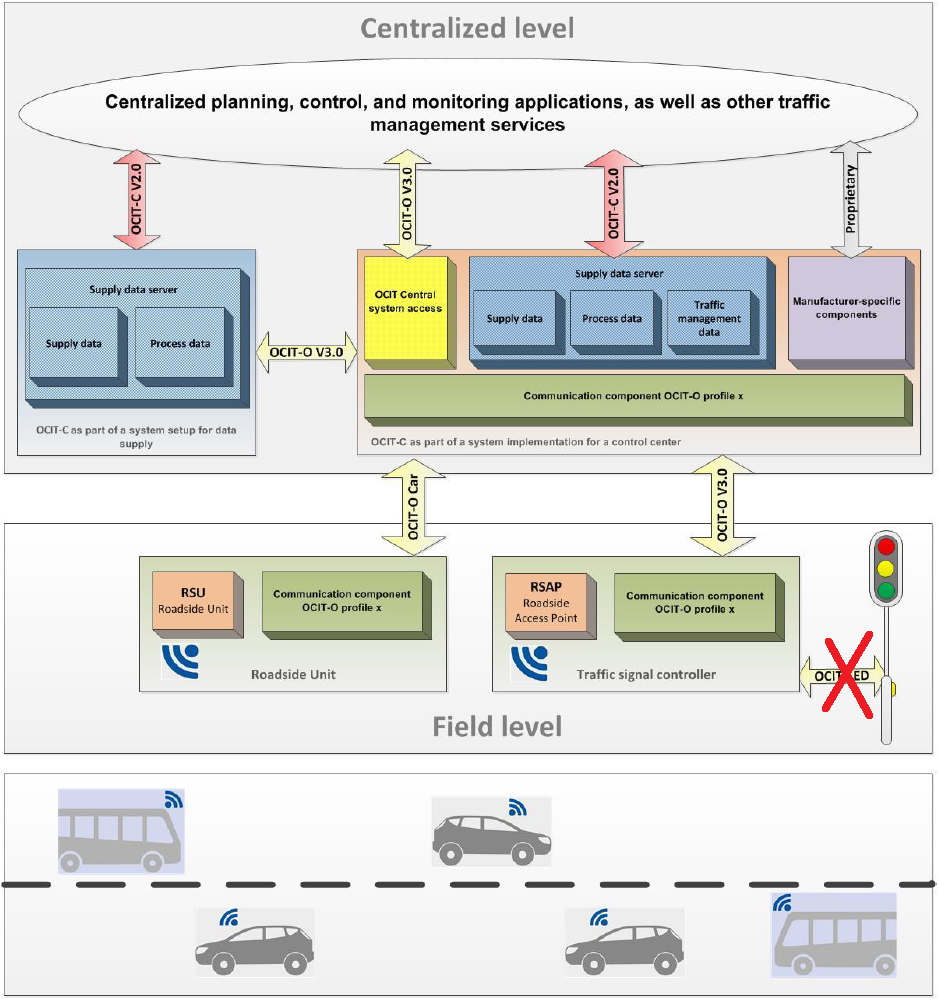 Centralized level
Centralized planning, control, and monitoring applications, as well as other traffic
management services
OCIT-C V2.0
OCIT-O V3.0
OCIT-C V2.0
Proprietary
Supply data server
Supply data
Process data
OCIT-C as part of a system setup for data
supply
OCIT-O V3.0
OCIT Central
system access
Supply data server
Supply data
Process data
Traffic
management
data
Manufacturer-specific
components
Communication component OCIT-O profile x
OCIT-C as part of a system implementation for a control center
OCIT-O Car
OCIT-O V3.0
RSU
Roadside Unit
Communication component
OCIT-O profile x
Roadside Unit
RSAP
Roadside
Access Point
Communication component
OCIT-O profile x
Traffic signal controller
Field level